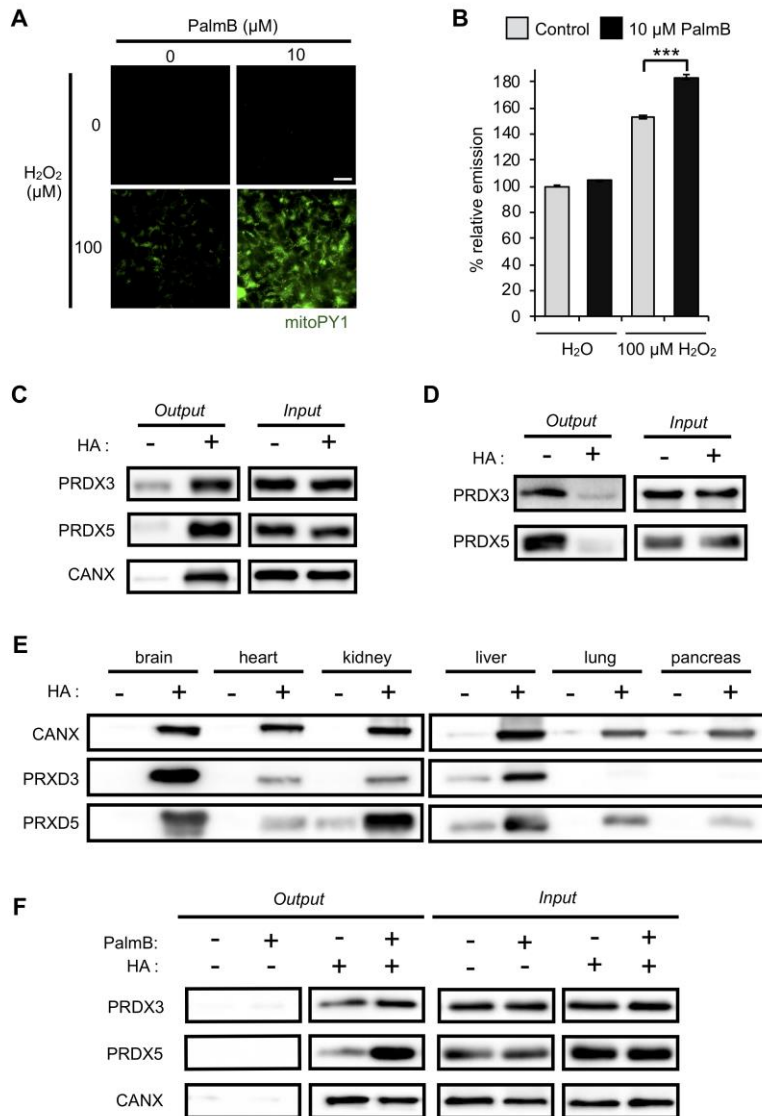 A
PalmB (µM)
0 10
H₂O₂
(µM)
0
100
mitoPY1
B
Control 10 µM PalmB
***
% relative emission
180
160
140
120
100
80
60
40
20
0
H₂O 100 µM H₂O₂
C
Output Input
HA : - + - +
PRDX3
PRDX5
CANX
D
Output Input
HA : - + - +
PRDX3
PRDX5
E
brain heart kidney liver lung pancreas
HA : - + - + - + - + - + - +
CANX
PRXD3
PRXD5
F
Output Input
PalmB: - + - + - + - +
HA : - - + + - - + +
PRDX3
PRDX5
CANX